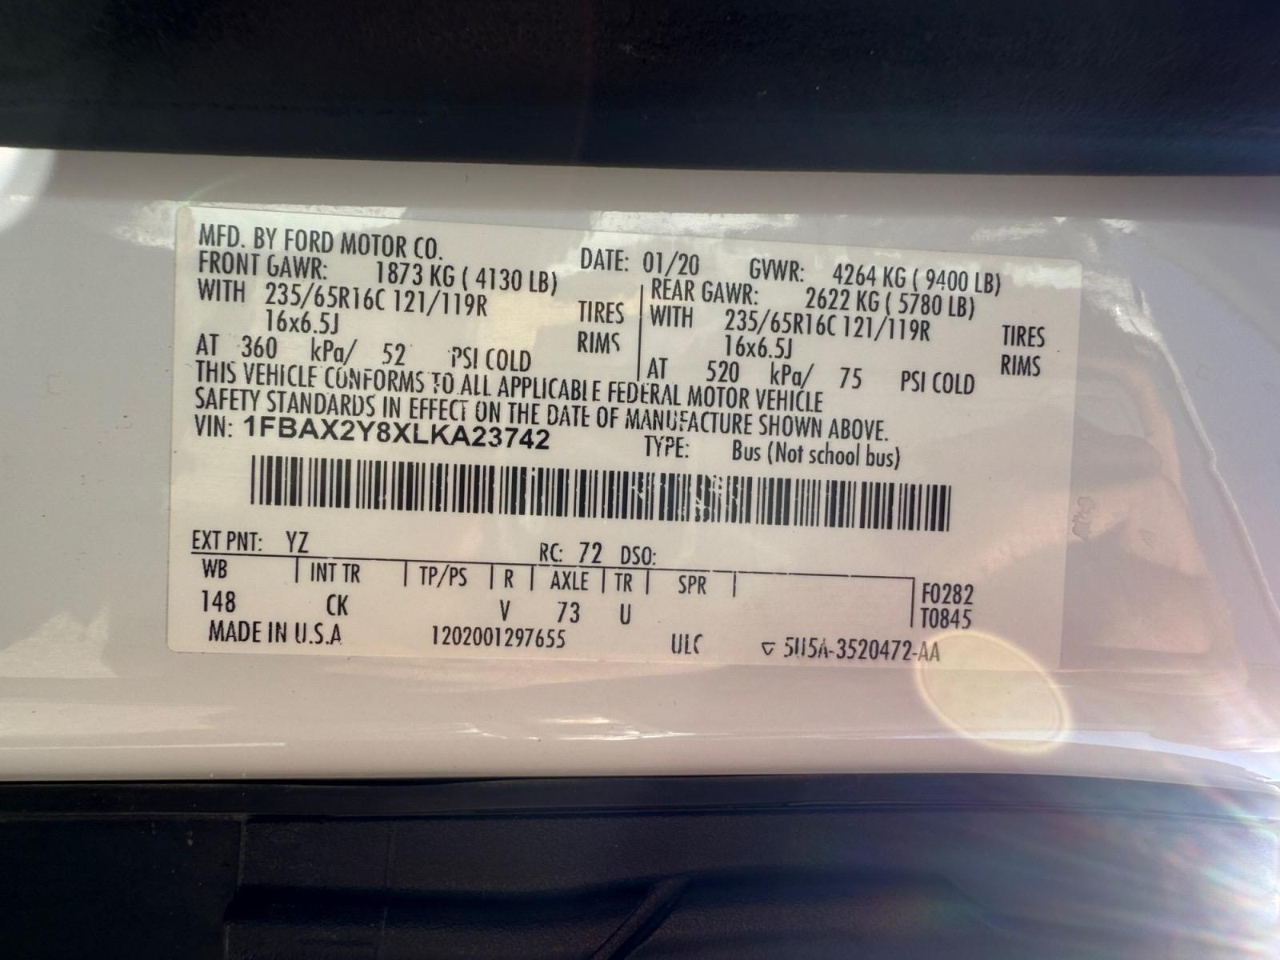 MFD. BY FORD MOTOR CO. DATE: 01/20 GVWR: 4264 KG ( 9400 LB)
FRONT GAWR: 1873 KG ( 4130 LB) REAR GAWR: 2622 KG ( 5780 LB)
WITH 235/65R16C 121/119R TIRES WITH 235/65R16C 121/119R TIRES
16x6.5J RIMS 16x6.5J RIMS
AT 360 kPa/ 52 PSI COLD AT 520 kPa/ 75 PSI COLD
THIS VEHICLE CONFORMS TO ALL APPLICABLE FEDERAL MOTOR VEHICLE
SAFETY STANDARDS IN EFFECT ON THE DATE OF MANUFACTURE SHOWN ABOVE.
VIN: 1FBAX2Y8XLKA23742 TYPE: Bus (Not school bus)
EXT PNT: YZ RC: 72 DSO:
WB INT TR TP/PS R AXLE TR SPR F0282
148 CK V 73 U T0845
MADE IN U.S.A 1202001297655 ULC 5U5A-3520472-AA